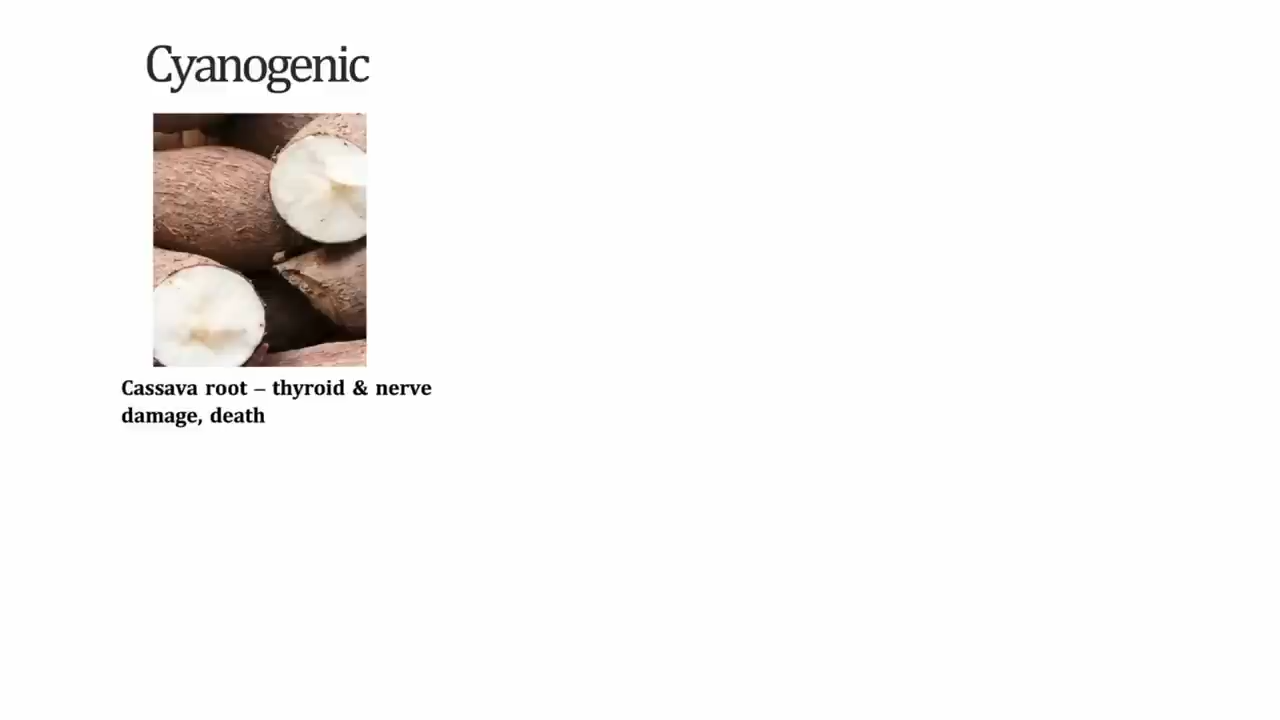 Cyanogenic
Cassava root – thyroid & nerve
damage, death